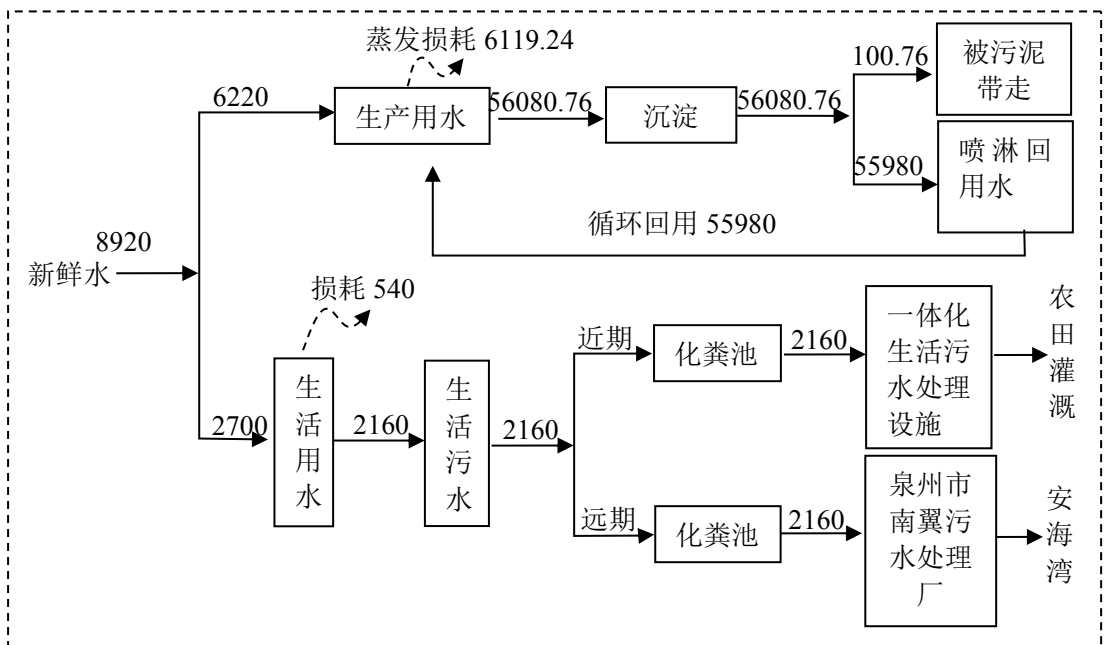 蒸发损耗 6119.24
6220
生产用水
56080.76
沉淀
56080.76
100.76
被污泥
带走
55980
喷淋回
用水
循环回用 55980
8920
新鲜水
损耗 540
2700
生
活
用
水
2160
生
活
污
水
2160
近期
化粪池
2160
一体化
生活污
水处理
设施
农
田
灌
溉
远期
化粪池
2160
泉州市
南翼污
水处理
厂
安
海
湾